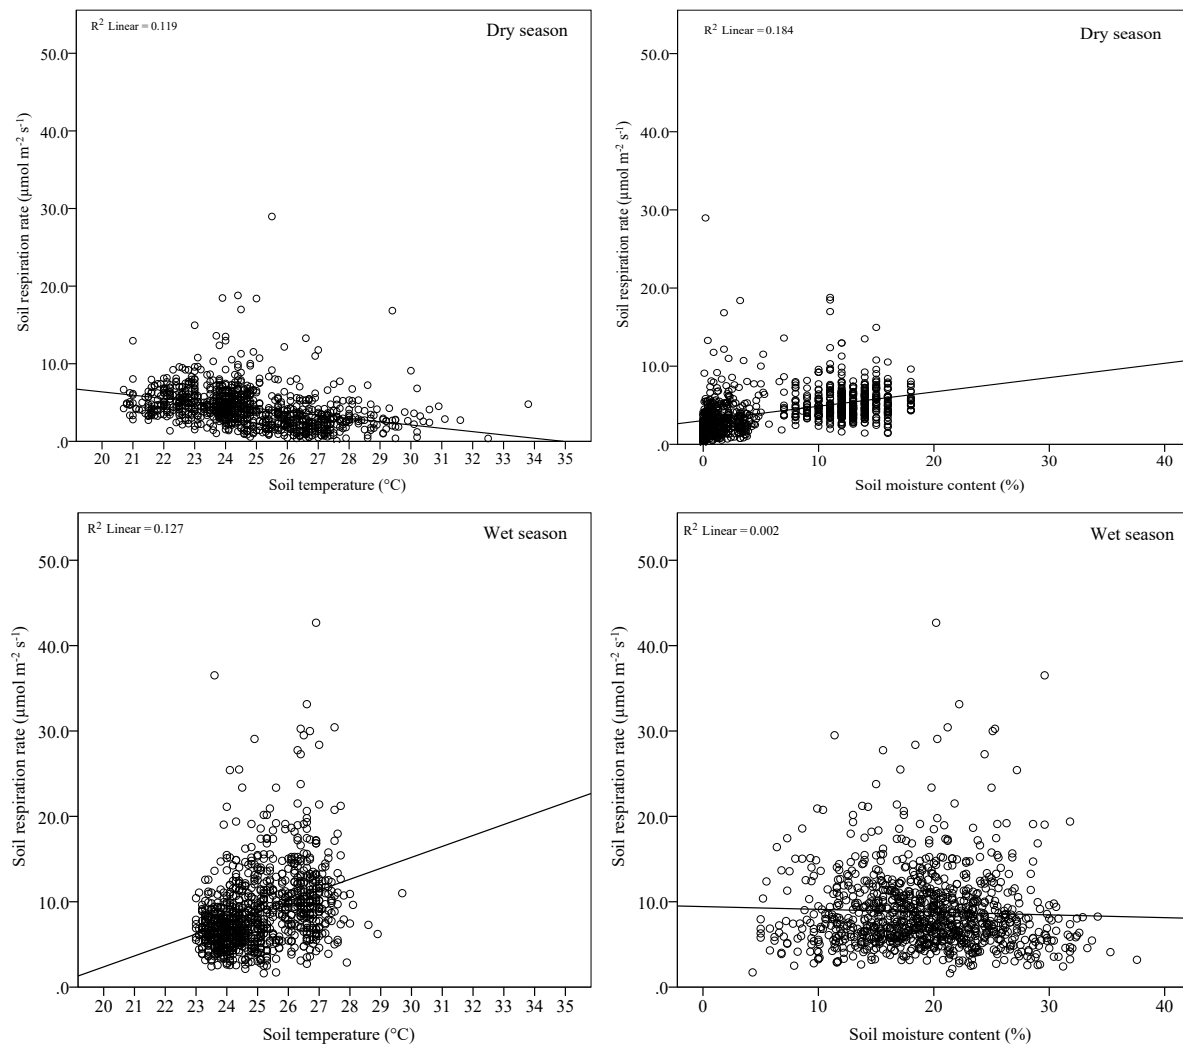 R² Linear = 0.119
Dry season
50.0
40.0
30.0
20.0
10.0
.0
Soil respiration rate (μmol m⁻² s⁻¹)
20 21 22 23 24 25 26 27 28 29 30 31 32 33 34 35
Soil temperature (°C)
R² Linear = 0.184
Dry season
50.0
40.0
30.0
20.0
10.0
.0
Soil respiration rate (μmol m⁻² s⁻¹)
0 10 20 30 40
Soil moisture content (%)
R² Linear = 0.127
Wet season
50.0
40.0
30.0
20.0
10.0
.0
Soil respiration rate (μmol m⁻² s⁻¹)
20 21 22 23 24 25 26 27 28 29 30 31 32 33 34 35
Soil temperature (°C)
R² Linear = 0.002
Wet season
50.0
40.0
30.0
20.0
10.0
.0
Soil respiration rate (μmol m⁻² s⁻¹)
0 10 20 30 40
Soil moisture content (%)